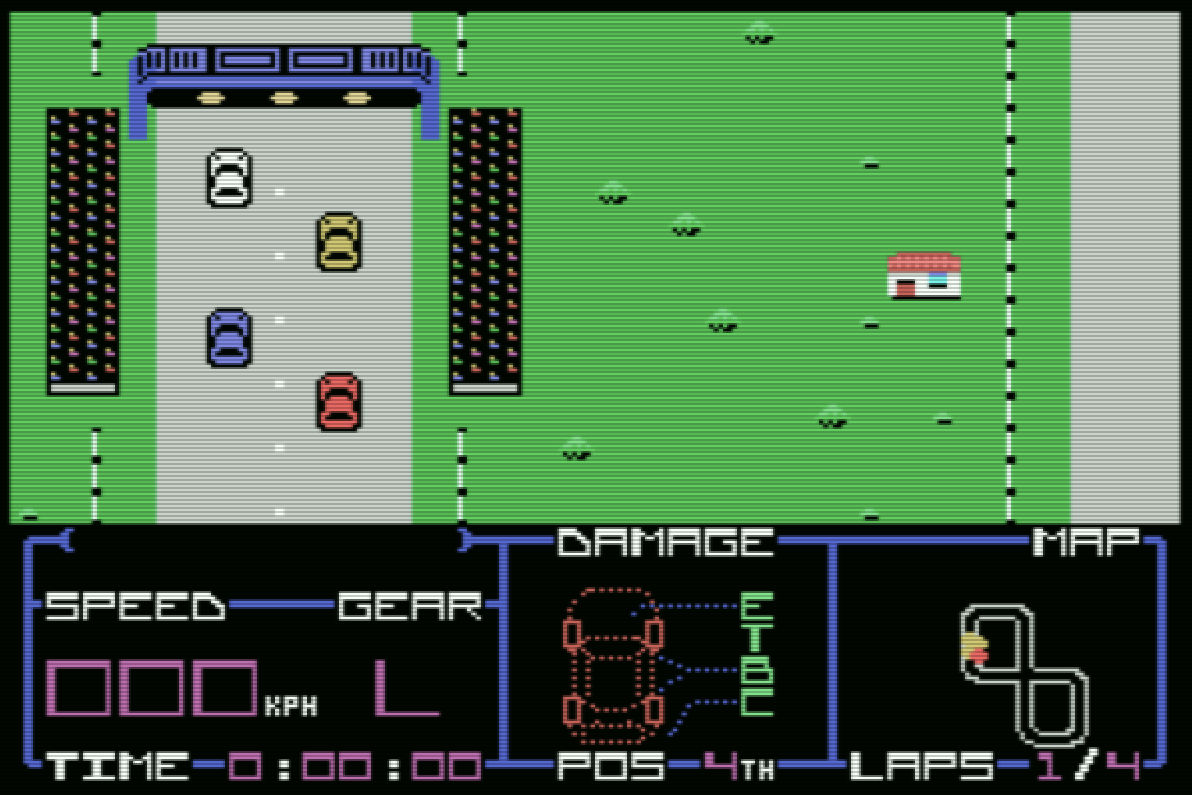 DAMAGE MAP
SPEED GEAR
E
T
B
C
000 KPH L
TIME 0:00:00 POS 4TH LAPS 1/4